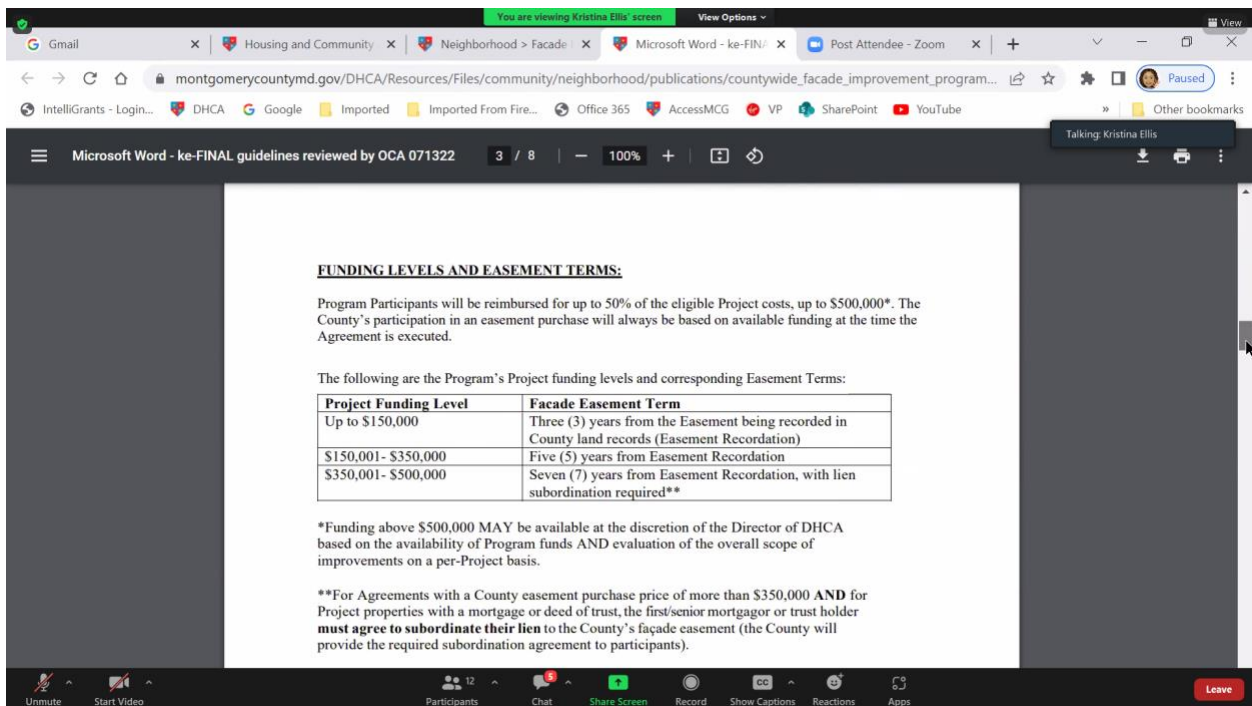 You are viewing Kristina Ellis' screen View Options
View
Gmail Housing and Community Neighborhood > Facade Microsoft Word - ke-FINA Post Attendee - Zoom
montgomerycountymd.gov/DHCA/Resources/Files/community/neighborhood/publications/countywide_facade_improvement_program... Paused
IntelliGrants - Login... DHCA Google Imported Imported From Fire... Office 365 AccessMCG VP SharePoint YouTube » Other bookmarks
Talking: Kristina Ellis
Microsoft Word - ke-FINAL guidelines reviewed by OCA 071322 3 / 8 100%
FUNDING LEVELS AND EASEMENT TERMS:
Program Participants will be reimbursed for up to 50% of the eligible Project costs, up to $500,000*. The
County's participation in an easement purchase will always be based on available funding at the time the
Agreement is executed.
The following are the Program's Project funding levels and corresponding Easement Terms:
Project Funding Level Facade Easement Term
Up to $150,000 Three (3) years from the Easement being recorded in
County land records (Easement Recordation)
$150,001- $350,000 Five (5) years from Easement Recordation
$350,001- $500,000 Seven (7) years from Easement Recordation, with lien
subordination required**
*Funding above $500,000 MAY be available at the discretion of the Director of DHCA
based on the availability of Program funds AND evaluation of the overall scope of
improvements on a per-Project basis.
**For Agreements with a County easement purchase price of more than $350,000 AND for
Project properties with a mortgage or deed of trust, the first/senior mortgagor or trust holder
must agree to subordinate their lien to the County's façade easement (the County will
provide the required subordination agreement to participants).
12 5 CC
Unmute Start Video Participants Chat Share Screen Record Show Captions Reactions Apps Leave